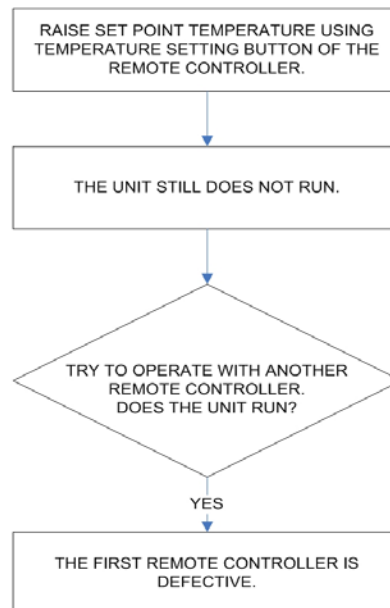 RAISE SET POINT TEMPERATURE USING
TEMPERATURE SETTING BUTTON OF THE
REMOTE CONTROLLER.
THE UNIT STILL DOES NOT RUN.
TRY TO OPERATE WITH ANOTHER
REMOTE CONTROLLER.
DOES THE UNIT RUN?
YES
THE FIRST REMOTE CONTROLLER IS
DEFECTIVE.